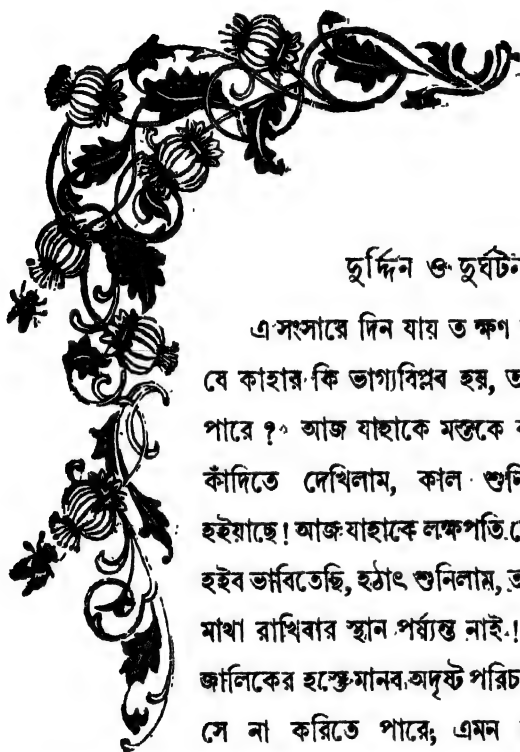 দুর্দ্দিন ও দুর্ঘটন
এ সংসারে দিন যায় ত ক্ষণ
যে কাহার কি ভাগ্যবিপ্লব হয়, ত
পারে ? আজ যাহাকে মস্তকে ক
কাঁদিতে দেখিলাম, কাল শুনি
হইয়াছে ! আজ যাহাকে লক্ষপতি দে
হইব ভাবিতেছি, হঠাৎ শুনিলাম, ত
মাথা রাখিবার স্থান পর্য্যন্ত নাই !
জালিকের হস্তে মানব অদৃষ্ট পরিচ
সে না করিতে পারে; এমন